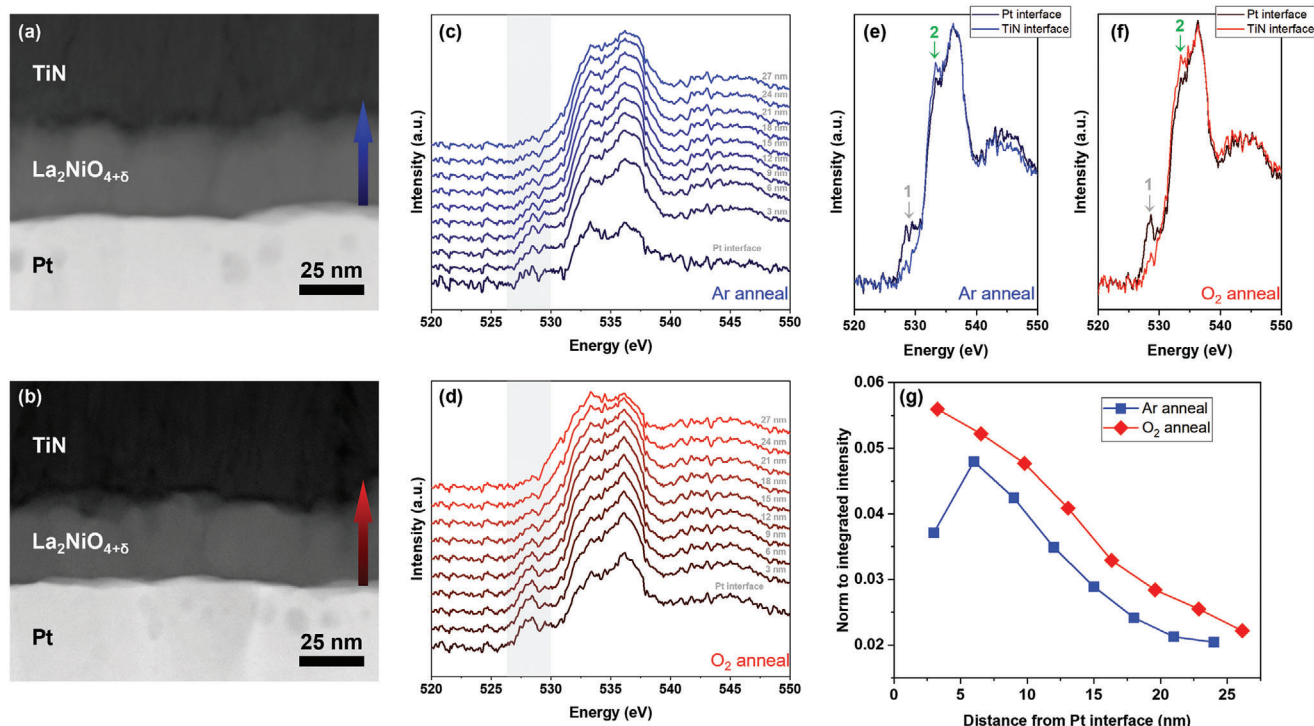 (a)
TiN
La₂NiO₄₊δ
Pt
25 nm
(b)
TiN
La₂NiO₄₊δ
Pt
25 nm
(c)
27 nm
24 nm
21 nm
18 nm
15 nm
12 nm
9 nm
6 nm
3 nm
Pt interface
Ar anneal
Intensity (a.u.)
520 525 530 535 540 545 550
Energy (eV)
(d)
27 nm
24 nm
21 nm
18 nm
15 nm
12 nm
9 nm
6 nm
3 nm
Pt interface
O₂ anneal
Intensity (a.u.)
520 525 530 535 540 545 550
Energy (eV)
(e)
Pt interface
TiN interface
2
1
Ar anneal
Intensity (a.u.)
520 530 540 550
Energy (eV)
(f)
Pt interface
TiN interface
2
1
O₂ anneal
520 530 540 550
Energy (eV)
(g)
Ar anneal
O₂ anneal
Norm to integrated intensity
0.06
0.05
0.04
0.03
0.02
0 5 10 15 20 25
Distance from Pt interface (nm)